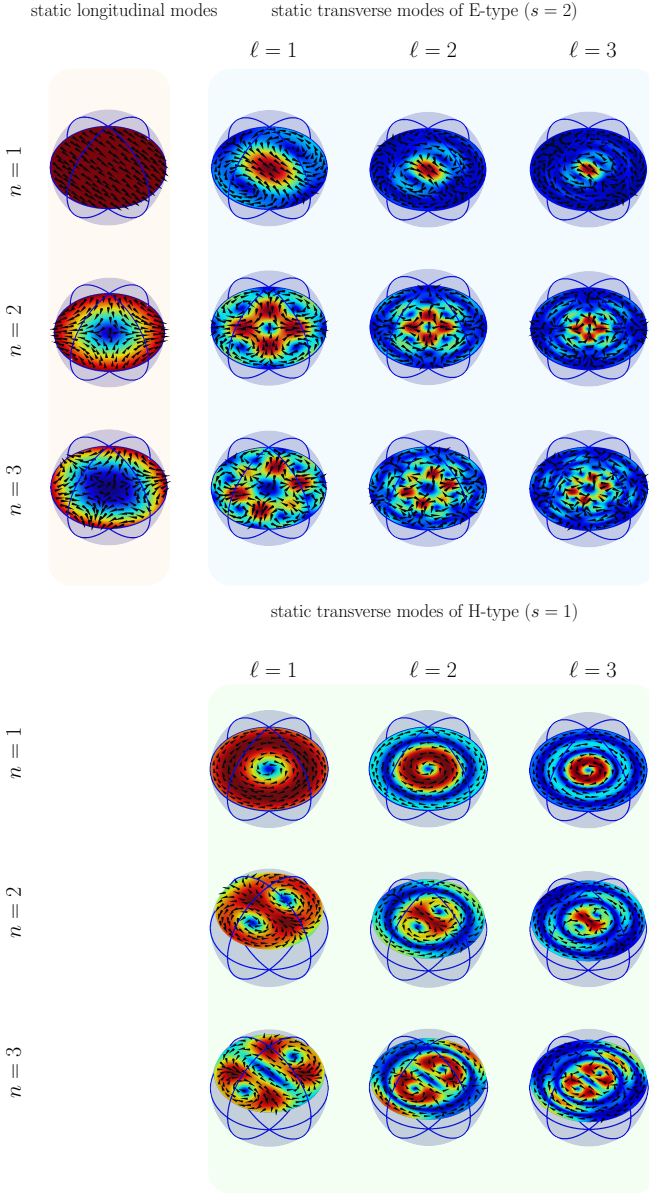 static longitudinal modes
static transverse modes of E-type (s = 2)
ℓ = 1
ℓ = 2
ℓ = 3
n = 1
n = 2
n = 3
static transverse modes of H-type (s = 1)
ℓ = 1
ℓ = 2
ℓ = 3
n = 1
n = 2
n = 3